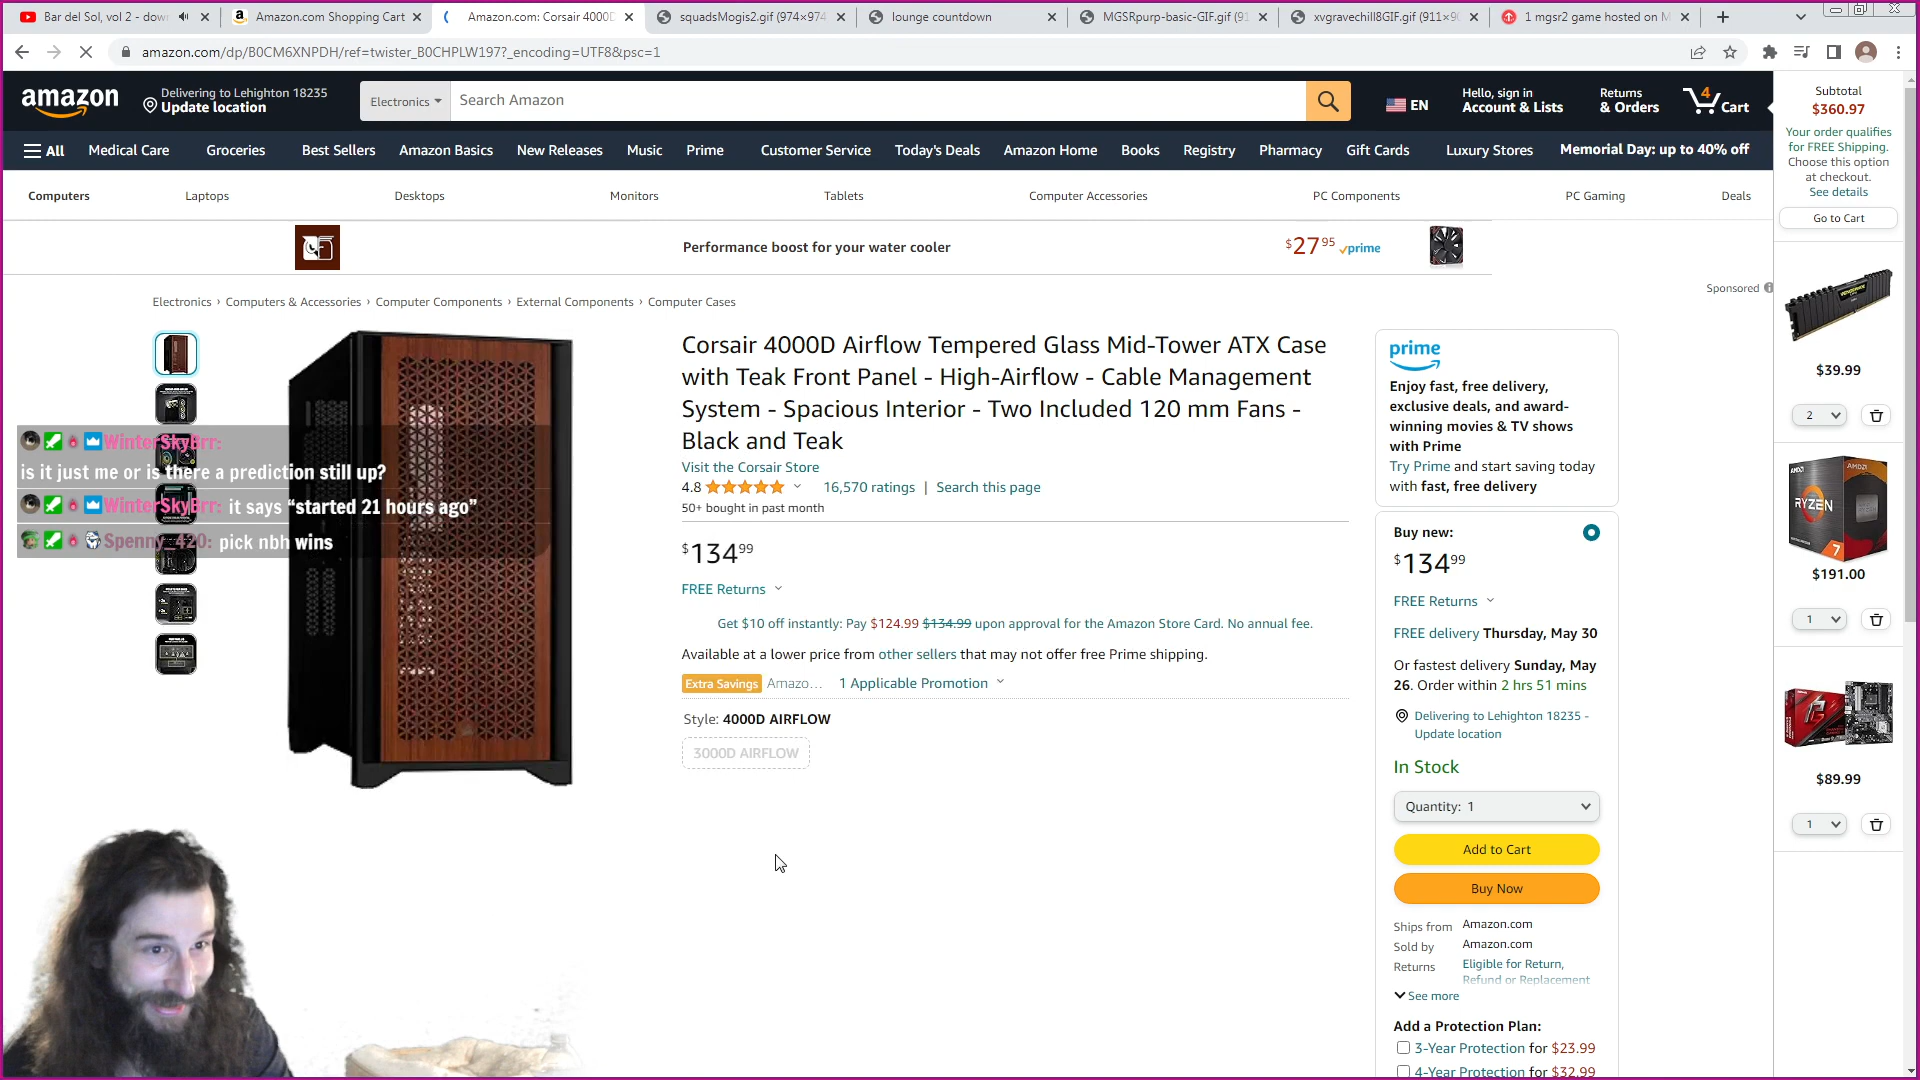 Bar del Sol, vol 2 - dow
Amazon.com Shopping Cart
Amazon.com: Corsair 4000D
squadsMogis2.gif (974×974
lounge countdown
MGSRpurp-basic-GIF.gif (91
xvgravechill8GIF.gif (911×90
1 mgsr2 game hosted on M
amazon.com/dp/B0CM6XNPDH/ref=twister_B0CHPLW197?_encoding=UTF8&psc=1
amazon
Delivering to Lehighton 18235
Update location
Electronics
Search Amazon
EN
Hello, sign in
Account & Lists
Returns
& Orders
4
Cart
All
Medical Care
Groceries
Best Sellers
Amazon Basics
New Releases
Music
Prime
Customer Service
Today's Deals
Amazon Home
Books
Registry
Pharmacy
Gift Cards
Luxury Stores
Memorial Day: up to 40% off
Computers
Laptops
Desktops
Monitors
Tablets
Computer Accessories
PC Components
PC Gaming
Deals
Performance boost for your water cooler
$27 95 prime
Sponsored
Electronics › Computers & Accessories › Computer Components › External Components › Computer Cases
Corsair 4000D Airflow Tempered Glass Mid-Tower ATX Case
with Teak Front Panel - High-Airflow - Cable Management
System - Spacious Interior - Two Included 120 mm Fans -
Black and Teak
Visit the Corsair Store
4.8
16,570 ratings | Search this page
50+ bought in past month
$134 99
FREE Returns
Get $10 off instantly: Pay $124.99 $134.99 upon approval for the Amazon Store Card. No annual fee.
Available at a lower price from other sellers that may not offer free Prime shipping.
Extra Savings Amazo… 1 Applicable Promotion
Style: 4000D AIRFLOW
3000D AIRFLOW
WinterSkyBrr:
is it just me or is there a prediction still up?
WinterSkyBrr: it says “started 21 hours ago”
Spenny_420: pick nbh wins
prime
Enjoy fast, free delivery,
exclusive deals, and award-
winning movies & TV shows
with Prime
Try Prime and start saving today
with fast, free delivery
Buy new:
$134 99
FREE Returns
FREE delivery Thursday, May 30
Or fastest delivery Sunday, May
26. Order within 2 hrs 51 mins
Delivering to Lehighton 18235 -
Update location
In Stock
Quantity: 1
Add to Cart
Buy Now
Ships from Amazon.com
Sold by Amazon.com
Returns Eligible for Return,
Refund or Replacement
See more
Add a Protection Plan:
3-Year Protection for $23.99
4-Year Protection for $32.99
Subtotal
$360.97
Your order qualifies
for FREE Shipping.
Choose this option
at checkout.
See details
Go to Cart
$39.99
2
AMD
RYZEN
7
$191.00
1
$89.99
1